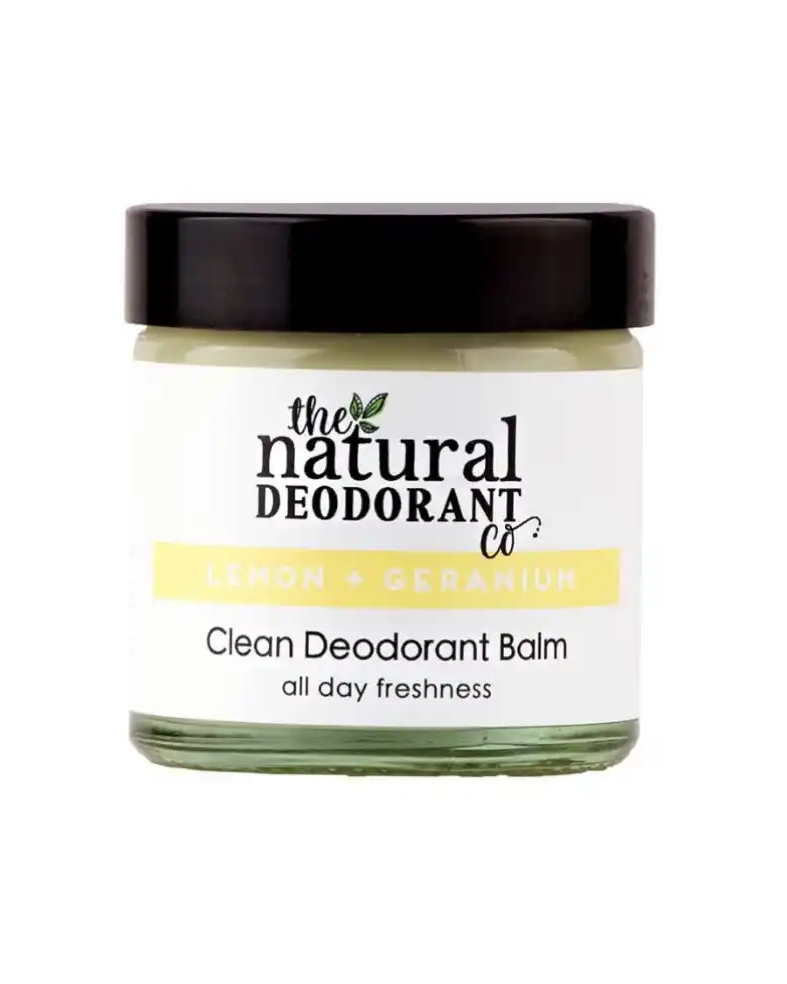 the
natural
DEODORANT
co
LEMON + GERANIUM
Clean Deodorant Balm
all day freshness